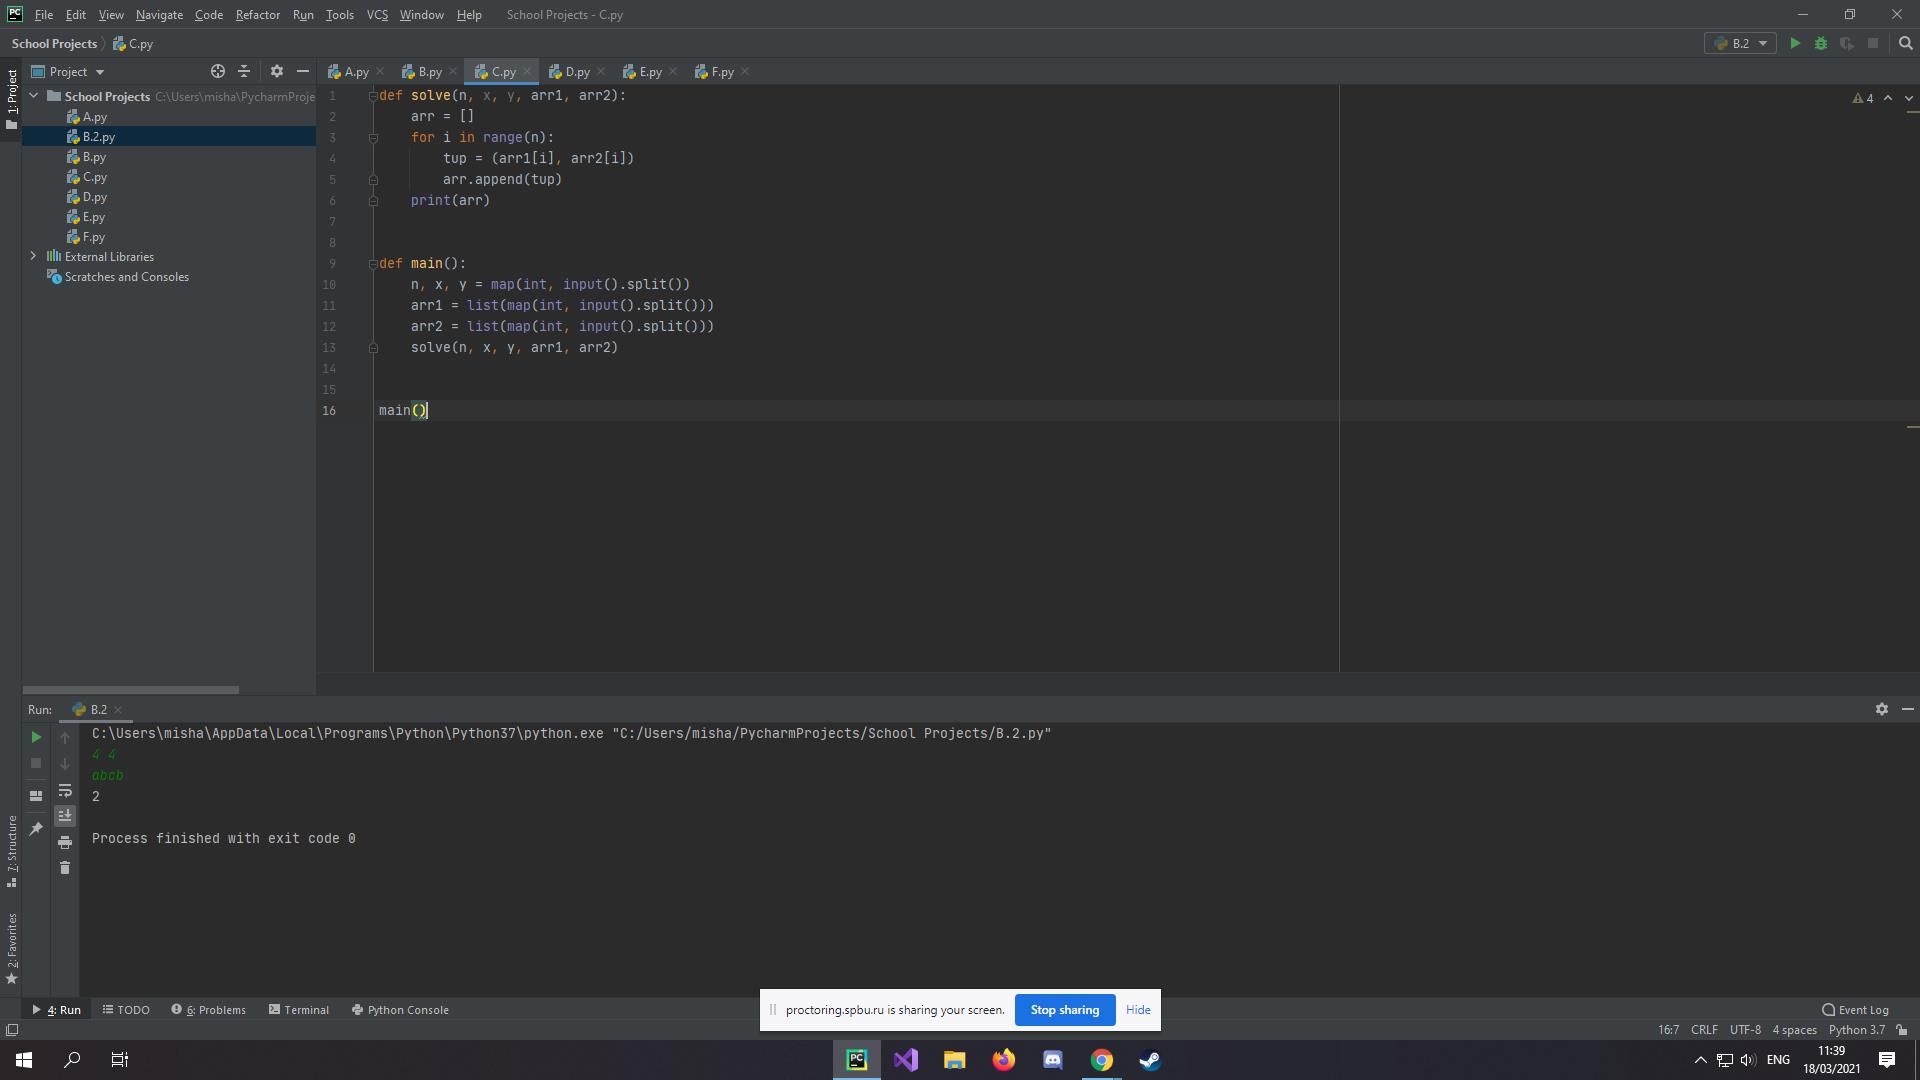 PC File Edit View Navigate Code Refactor Run Tools VCS Window Help School Projects - C.py
School Projects C.py B.2
Project A.py B.py C.py D.py E.py F.py
School Projects C:\Users\misha\PycharmProje
A.py
B.2.py
B.py
C.py
D.py
E.py
F.py
External Libraries
Scratches and Consoles
1: Project
4
1 def solve(n, x, y, arr1, arr2):
2 arr = []
3 for i in range(n):
4 tup = (arr1[i], arr2[i])
5 arr.append(tup)
6 print(arr)
7
8
9 def main():
10 n, x, y = map(int, input().split())
11 arr1 = list(map(int, input().split()))
12 arr2 = list(map(int, input().split()))
13 solve(n, x, y, arr1, arr2)
14
15
16 main()
Run: B.2
C:\Users\misha\AppData\Local\Programs\Python\Python37\python.exe "C:/Users/misha/PycharmProjects/School Projects/B.2.py"
4 4
abcb
2
Process finished with exit code 0
7: Structure
2: Favorites
4: Run TODO 6: Problems Terminal Python Console
proctoring.spbu.ru is sharing your screen. Stop sharing Hide
Event Log
16:7 CRLF UTF-8 4 spaces Python 3.7
PC
ENG 11:39
18/03/2021